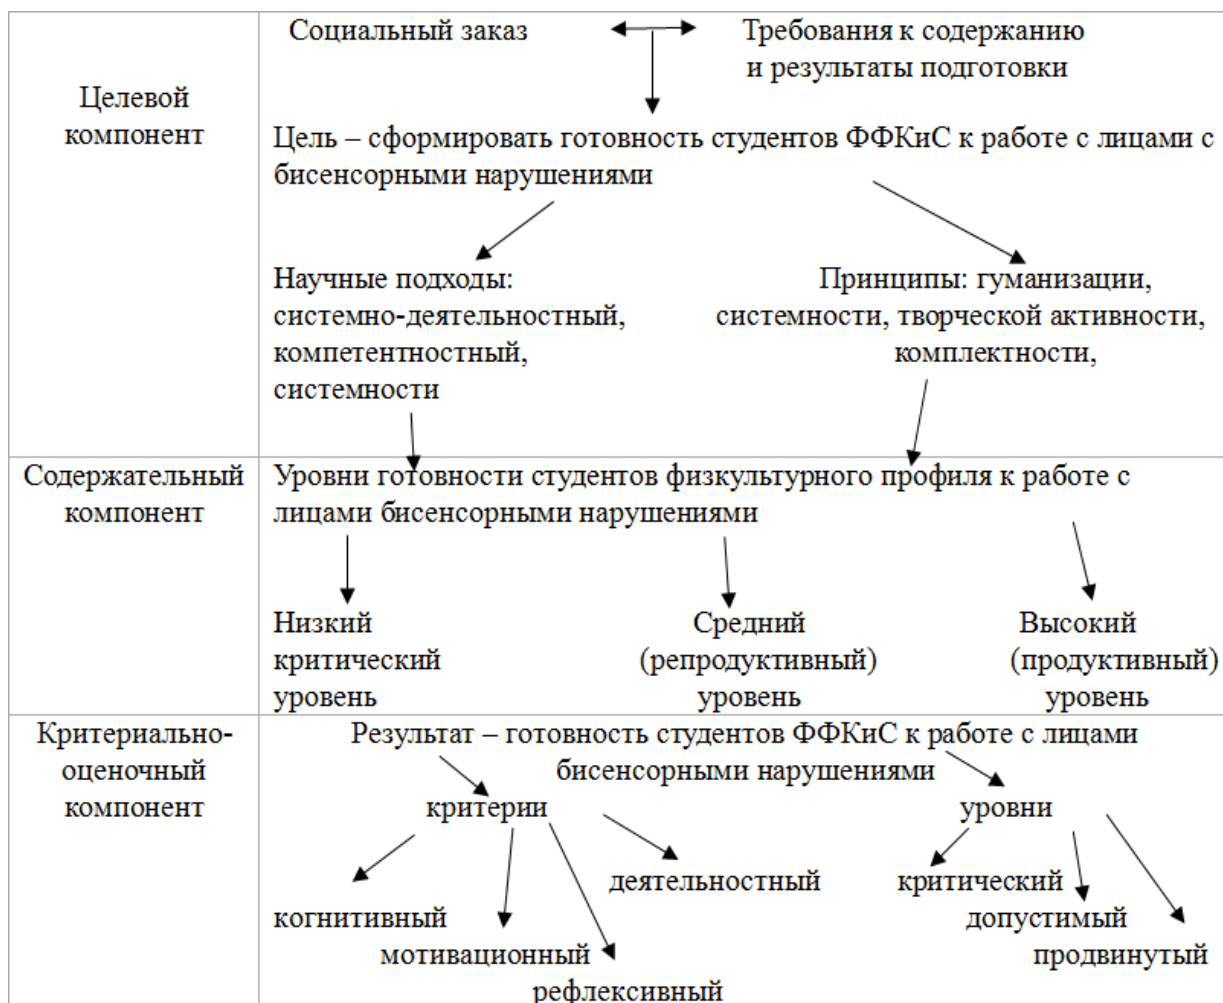 Социальный заказ
Требования к содержанию
и результаты подготовки
Целевой
компонент
Цель – сформировать готовность студентов ФФКиС к работе с лицами с
бисенсорными нарушениями
Научные подходы:
системно-деятельностный,
компетентностный,
системности
Принципы: гуманизации,
системности, творческой активности,
комплектности,
Содержательный
компонент
Уровни готовности студентов физкультурного профиля к работе с
лицами бисенсорными нарушениями
Низкий
критический
уровень
Средний
(репродуктивный)
уровень
Высокий
(продуктивный)
уровень
Критериально-
оценочный
компонент
Результат – готовность студентов ФФКиС к работе с лицами
бисенсорными нарушениями
критерии
уровни
когнитивный
мотивационный
рефлексивный
деятельностный
критический
допустимый
продвинутый